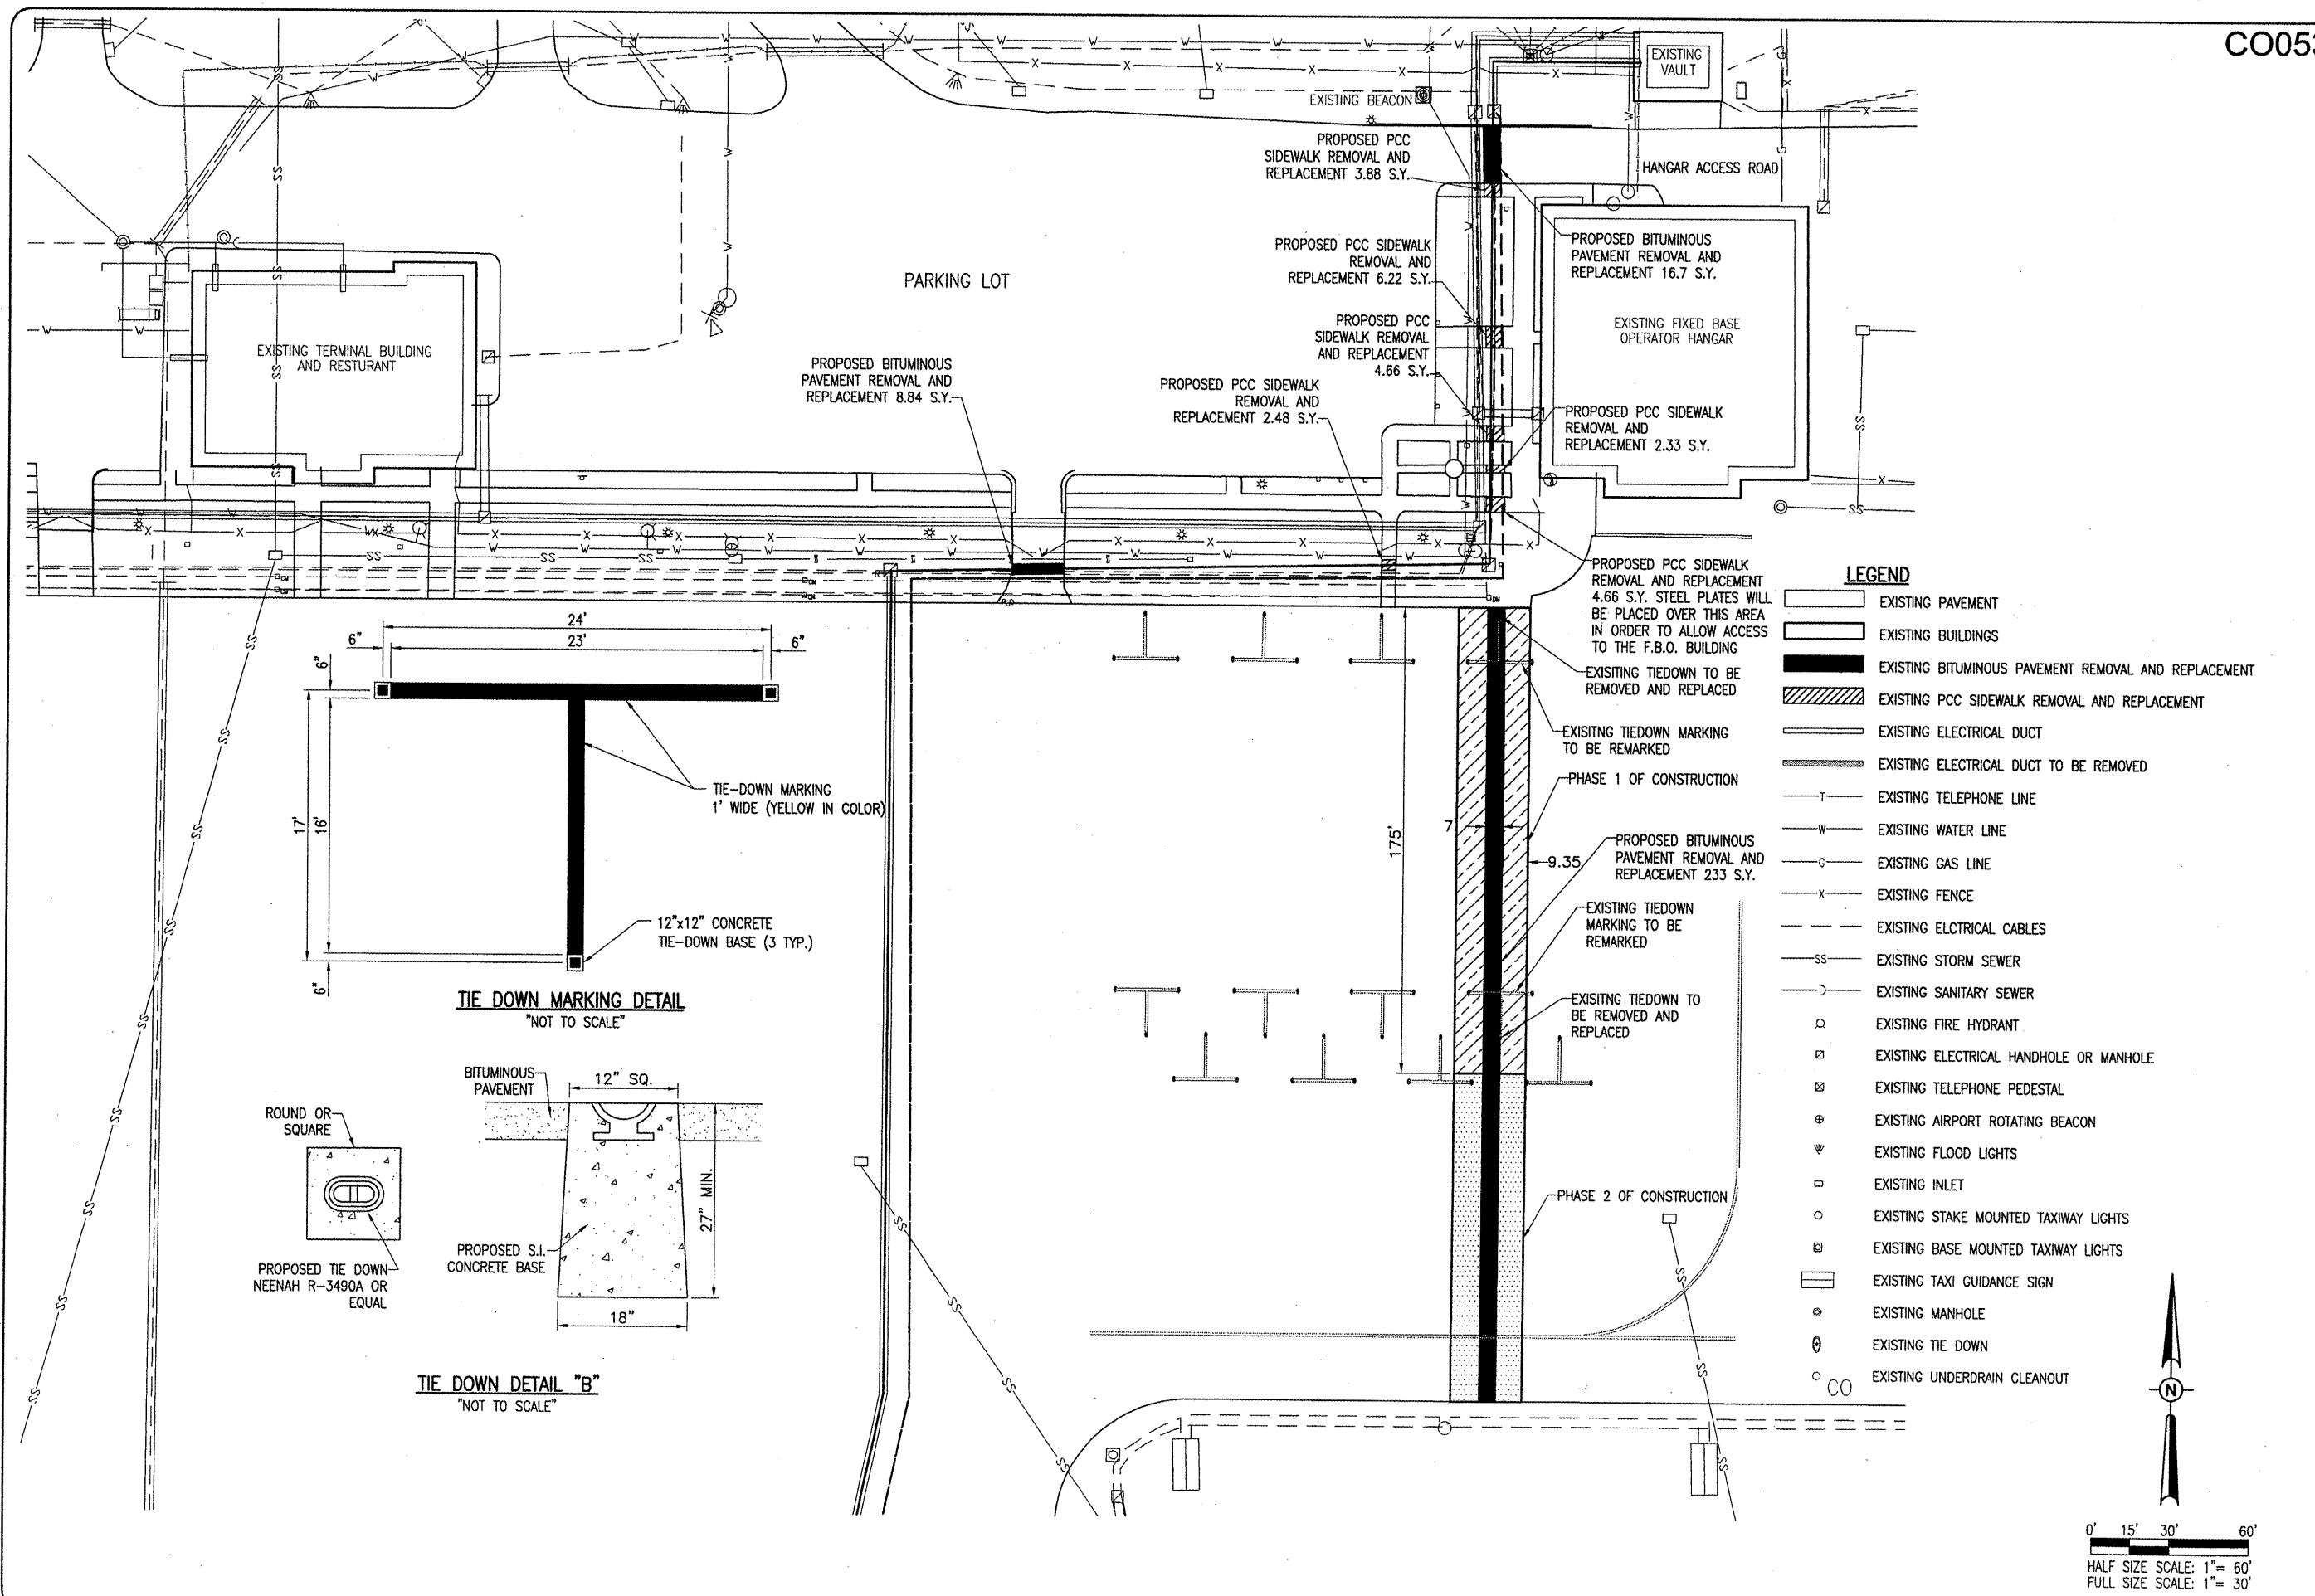 CO053
EXISTING
VAULT
EXISTING BEACON
PROPOSED PCC
SIDEWALK REMOVAL AND
REPLACEMENT 3.88 S.Y.
HANGAR ACCESS ROAD
PROPOSED PCC SIDEWALK
REMOVAL AND
REPLACEMENT 6.22 S.Y.
PROPOSED BITUMINOUS
PAVEMENT REMOVAL AND
REPLACEMENT 16.7 S.Y.
PARKING LOT
PROPOSED PCC
SIDEWALK REMOVAL
AND REPLACEMENT
4.66 S.Y.
EXISTING FIXED BASE
OPERATOR HANGAR
EXISTING TERMINAL BUILDING
AND RESTURANT
PROPOSED BITUMINOUS
PAVEMENT REMOVAL AND
REPLACEMENT 8.84 S.Y.
PROPOSED PCC SIDEWALK
REMOVAL AND
REPLACEMENT 2.48 S.Y.
PROPOSED PCC SIDEWALK
REMOVAL AND
REPLACEMENT 2.33 S.Y.
PROPOSED PCC SIDEWALK
REMOVAL AND REPLACEMENT
4.66 S.Y. STEEL PLATES WILL
BE PLACED OVER THIS AREA
IN ORDER TO ALLOW ACCESS
TO THE F.B.O. BUILDING
EXISITING TIEDOWN TO BE
REMOVED AND REPLACED
EXISITNG TIEDOWN MARKING
TO BE REMARKED
PHASE 1 OF CONSTRUCTION
7'
175'
9.35
PROPOSED BITUMINOUS
PAVEMENT REMOVAL AND
REPLACEMENT 233 S.Y.
EXISTING TIEDOWN
MARKING TO BE
REMARKED
EXISITNG TIEDOWN TO
BE REMOVED AND
REPLACED
PHASE 2 OF CONSTRUCTION
24'
6" 23' 6"
6"
17'
16'
6"
TIE-DOWN MARKING
1' WIDE (YELLOW IN COLOR)
12"x12" CONCRETE
TIE-DOWN BASE (3 TYP.)
TIE DOWN MARKING DETAIL
"NOT TO SCALE"
BITUMINOUS
PAVEMENT
12" SQ.
ROUND OR
SQUARE
27" MIN.
PROPOSED S.I.
CONCRETE BASE
PROPOSED TIE DOWN
NEENAH R-3490A OR
EQUAL
18"
TIE DOWN DETAIL "B"
"NOT TO SCALE"
LEGEND
EXISTING PAVEMENT
EXISTING BUILDINGS
EXISTING BITUMINOUS PAVEMENT REMOVAL AND REPLACEMENT
EXISTING PCC SIDEWALK REMOVAL AND REPLACEMENT
EXISTING ELECTRICAL DUCT
EXISTING ELECTRICAL DUCT TO BE REMOVED
T EXISTING TELEPHONE LINE
W EXISTING WATER LINE
G EXISTING GAS LINE
X EXISTING FENCE
EXISTING ELCTRICAL CABLES
SS EXISTING STORM SEWER
EXISTING SANITARY SEWER
EXISTING FIRE HYDRANT
EXISTING ELECTRICAL HANDHOLE OR MANHOLE
EXISTING TELEPHONE PEDESTAL
EXISTING AIRPORT ROTATING BEACON
EXISTING FLOOD LIGHTS
EXISTING INLET
EXISTING STAKE MOUNTED TAXIWAY LIGHTS
EXISTING BASE MOUNTED TAXIWAY LIGHTS
EXISTING TAXI GUIDANCE SIGN
EXISTING MANHOLE
EXISTING TIE DOWN
CO EXISTING UNDERDRAIN CLEANOUT
N
0' 15' 30' 60'
HALF SIZE SCALE: 1"= 60'
FULL SIZE SCALE: 1"= 30'